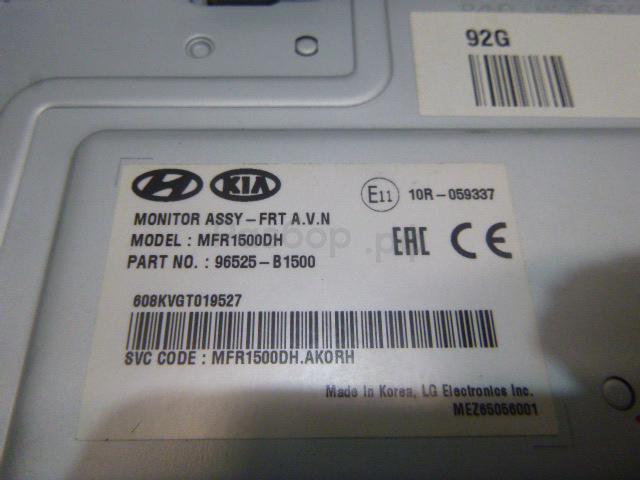 92G
KIA
E11 10R-059337
MONITOR ASSY-FRT A.V.N
MODEL : MFR1500DH
PART NO. : 96525-B1500
EAC CE
608KVGT019527
SVC CODE : MFR1500DH.AKORH
Made in Korea, LG Electronics Inc.
MEZ65056001